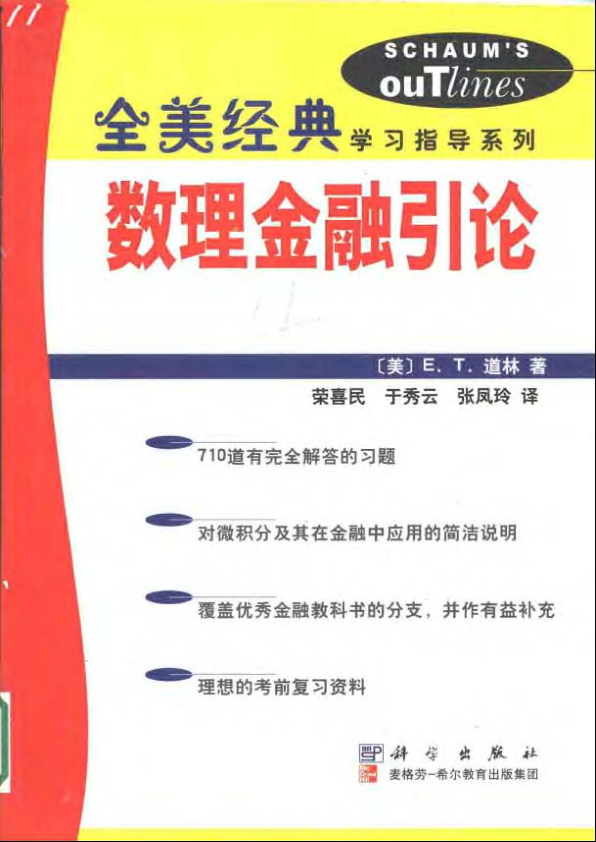 11
SCHAUM'S
ouTlines
全美经典 学习指导系列
数理金融引论
〔美〕E. T. 道林 著
荣喜民 于秀云 张凤玲 译
710道有完全解答的习题
对微积分及其在金融中应用的简洁说明
覆盖优秀金融教科书的分支，并作有益补充
理想的考前复习资料
科学出版社
麦格劳-希尔教育出版集团